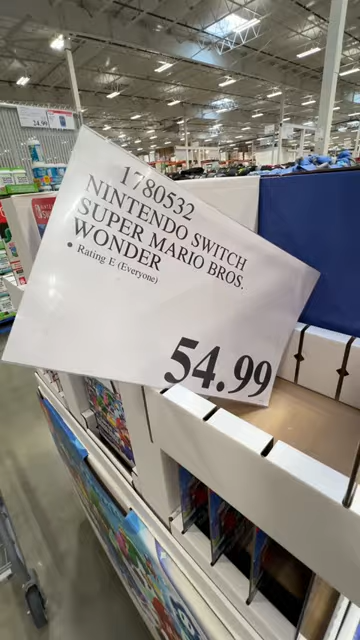 1780532
NINTENDO SWITCH
SUPER MARIO BROS.
WONDER
• Rating E (Everyone)
54.99